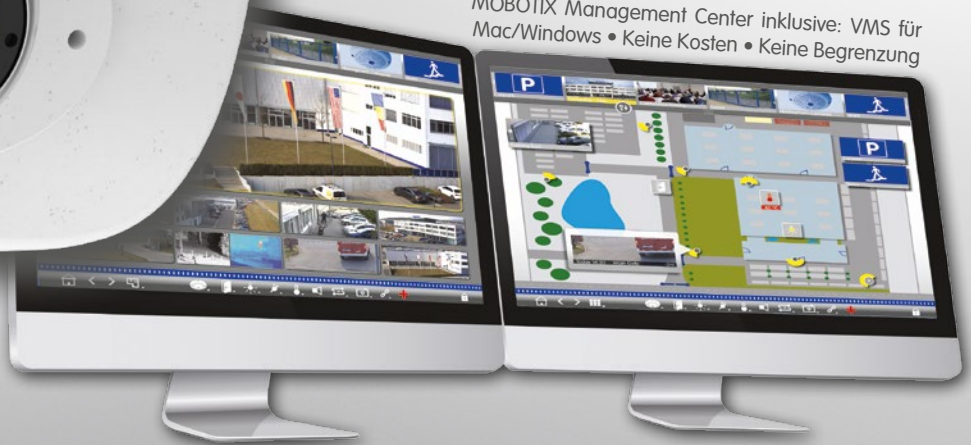 MOBOTIX Management Center inklusive: VMS für
Mac/Windows • Keine Kosten • Keine Begrenzung
P
P